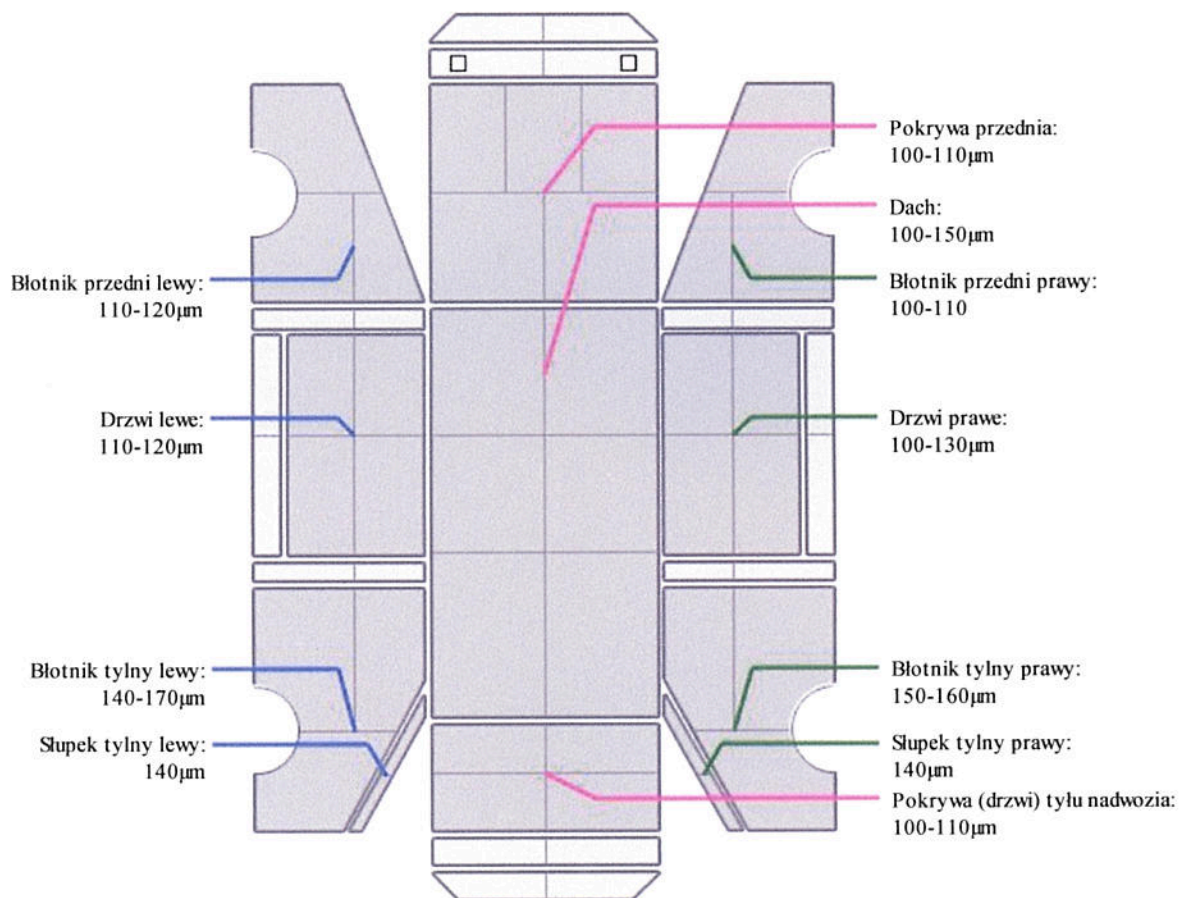 Pokrywa przednia:
100-110µm
Dach:
100-150µm
Błotnik przedni lewy:
110-120µm
Błotnik przedni prawy:
100-110
Drzwi lewe:
110-120µm
Drzwi prawe:
100-130µm
Błotnik tylny lewy:
140-170µm
Błotnik tylny prawy:
150-160µm
Słupek tylny lewy:
140µm
Słupek tylny prawy:
140µm
Pokrywa (drzwi) tyłu nadwozia:
100-110µm